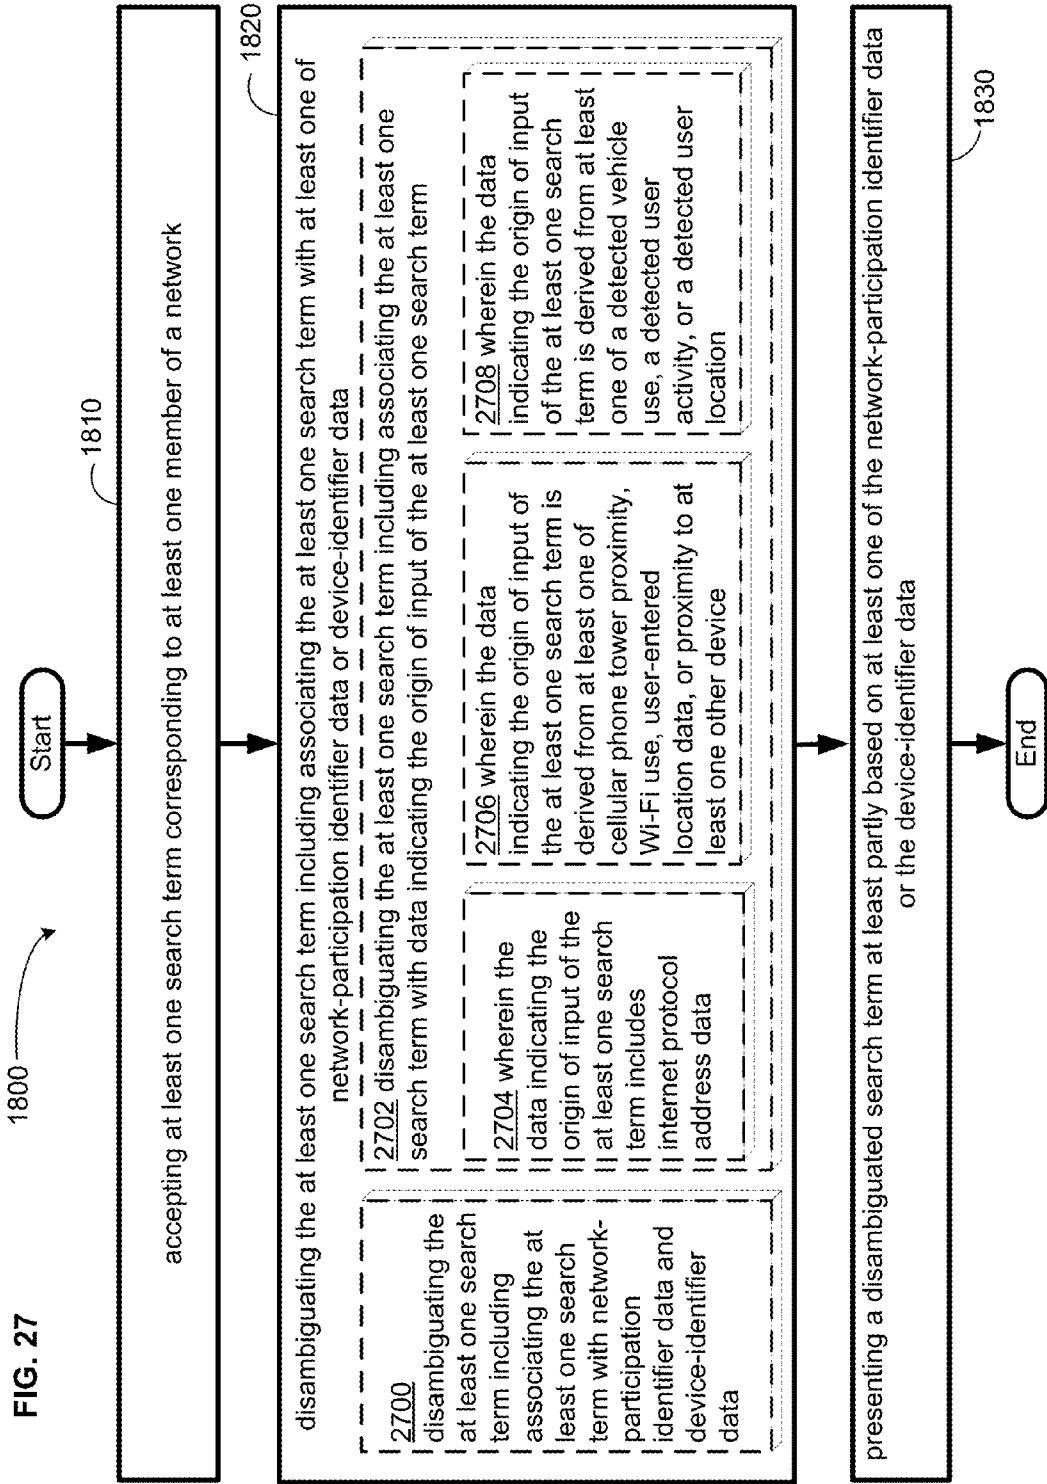 FIG. 27
1800
Start
1810
accepting at least one search term corresponding to at least one member of a network
1820
disambiguating the at least one search term including associating the at least one search term with at least one of
network-participation identifier data or device-identifier data
2700
disambiguating the
at least one search
term including
associating the at
least one search
term with network-
participation
identifier data and
device-identifier
data
2702 disambiguating the at least one search term including associating the at least one
search term with data indicating the origin of input of the at least one search term
2704 wherein the
data indicating the
origin of input of the
at least one search
term includes
internet protocol
address data
2706 wherein the data
indicating the origin of input of
the at least one search term is
derived from at least one of
cellular phone tower proximity,
Wi-Fi use, user-entered
location data, or proximity to at
least one other device
2708 wherein the data
indicating the origin of input
of the at least one search
term is derived from at least
one of a detected vehicle
use, a detected user
activity, or a detected user
location
1830
presenting a disambiguated search term at least partly based on at least one of the network-participation identifier data
or the device-identifier data
End